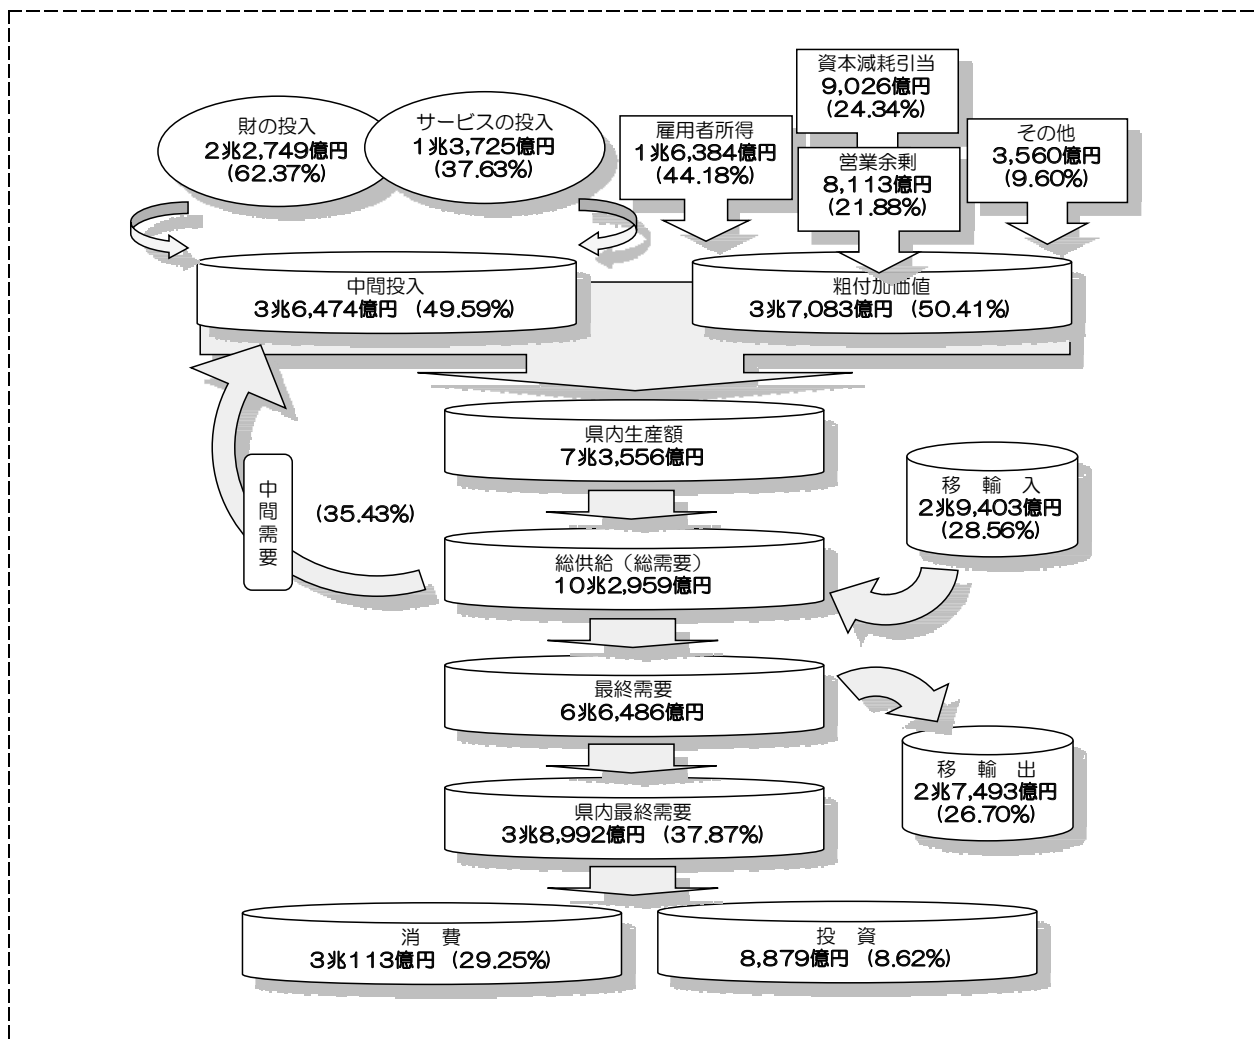 財の投入
2兆2,749億円
(62.37%)
サービスの投入
1兆3,725億円
(37.63%)
雇用者所得
1兆6,384億円
(44.18%)
資本減耗引当
9,026億円
(24.34%)
営業余剰
8,113億円
(21.88%)
その他
3,560億円
(9.60%)
中間投入
3兆6,474億円 (49.59%)
粗付加価値
3兆7,083億円 (50.41%)
県内生産額
7兆3,556億円
中間需要
(35.43%)
移 輸 入
2兆9,403億円
(28.56%)
総供給(総需要)
10兆2,959億円
最終需要
6兆6,486億円
移 輸 出
2兆7,493億円
(26.70%)
県内最終需要
3兆8,992億円 (37.87%)
消 費
3兆113億円 (29.25%)
投 資
8,879億円 (8.62%)